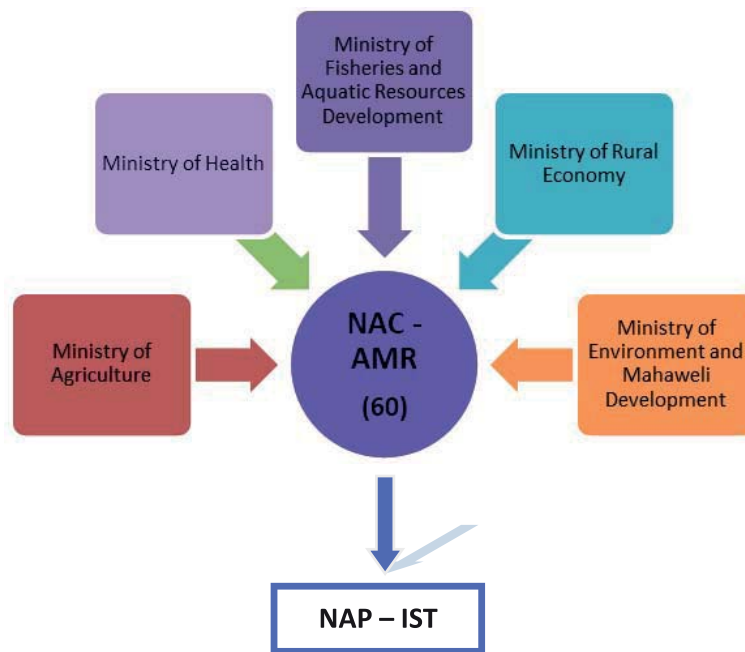 Ministry of
Fisheries and
Aquatic Resources
Development
Ministry of Health
Ministry of Rural
Economy
Ministry of
Agriculture
NAC -
AMR
(60)
Ministry of
Environment and
Mahaweli
Development
NAP – IST